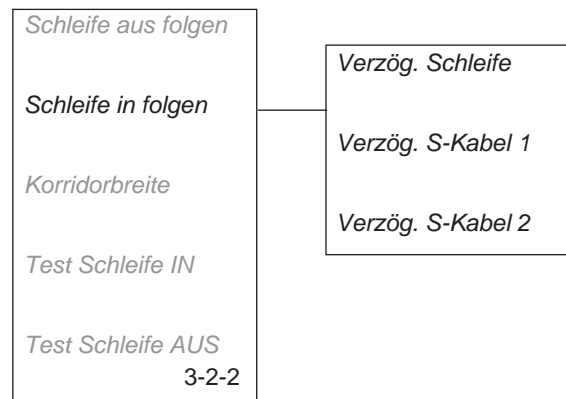 Schleife aus folgen
Schleife in folgen
Korridorbreite
Test Schleife IN
Test Schleife AUS
3-2-2
Verzög. Schleife
Verzög. S-Kabel 1
Verzög. S-Kabel 2